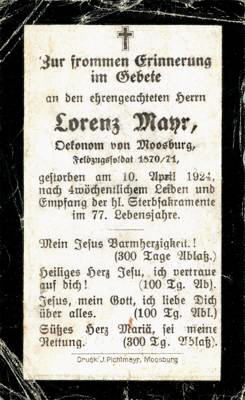 Zur frommen Erinnerung
im Gebete
an den ehrengeachteten Herrn
Lorenz Mayr,
Oekonom von Moosburg,
Feldzugssoldat 1870/71,
gestorben am 10. April 1924,
nach 4wöchentlichem Leiden und
Empfang der hl. Sterbsakramente
im 77. Lebensjahre.
Mein Jesus Barmherzigkeit!
(300 Tage Ablaß.)
Heiliges Herz Jesu, ich vertraue
auf dich! (100 Tg. Ab.)
Jesus, mein Gott, ich liebe Dich
über alles. (100 Tg. Abl.)
Süßes Herz Mariä, sei meine
Rettung. (300 Tg. Ablaß).
Druck J. Pichlmayr, Moosburg